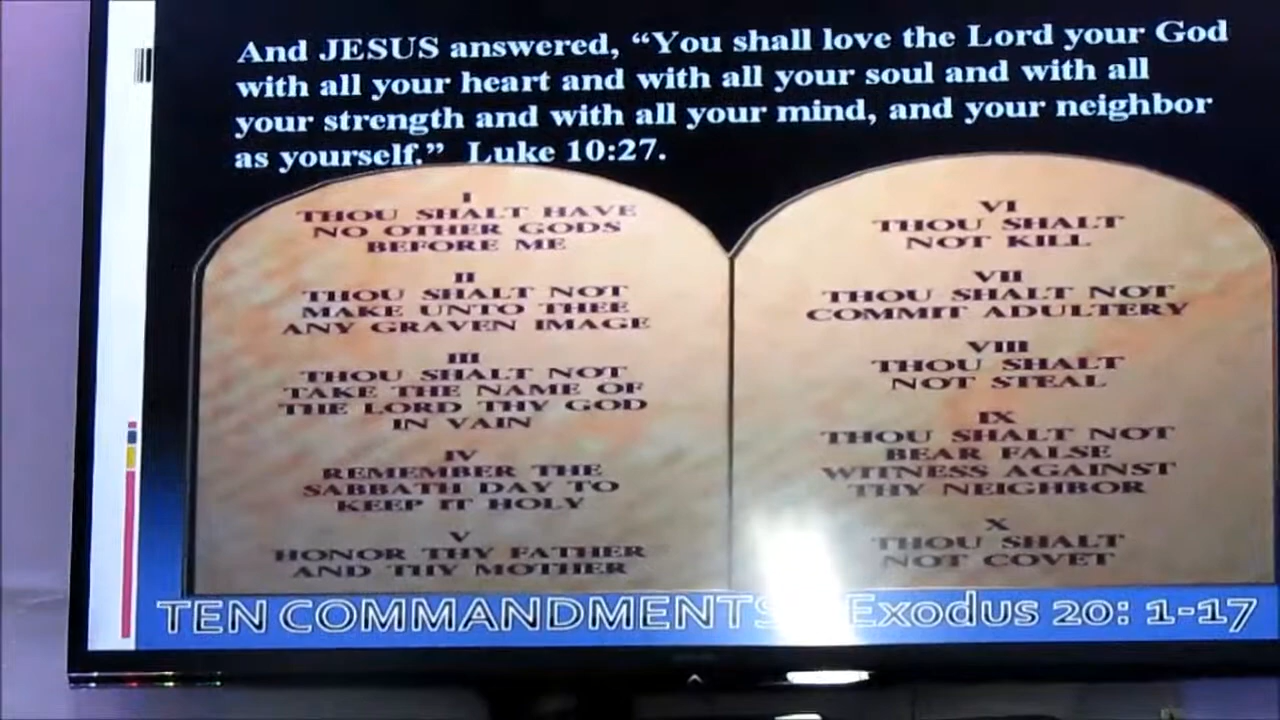 And JESUS answered, “You shall love the Lord your God
with all your heart and with all your soul and with all
your strength and with all your mind, and your neighbor
as yourself.” Luke 10:27.
I
THOU SHALT HAVE
NO OTHER GODS
BEFORE ME
II
THOU SHALT NOT
MAKE UNTO THEE
ANY GRAVEN IMAGE
III
THOU SHALT NOT
TAKE THE NAME OF
THE LORD THY GOD
IN VAIN
IV
REMEMBER THE
SABBATH DAY TO
KEEP IT HOLY
V
HONOR THY FATHER
AND THY MOTHER
VI
THOU SHALT
NOT KILL
VII
THOU SHALT NOT
COMMIT ADULTERY
VIII
THOU SHALT
NOT STEAL
IX
THOU SHALT NOT
BEAR FALSE
WITNESS AGAINST
THY NEIGHBOR
X
THOU SHALT
NOT COVET
TEN COMMANDMENTS Exodus 20: 1-17